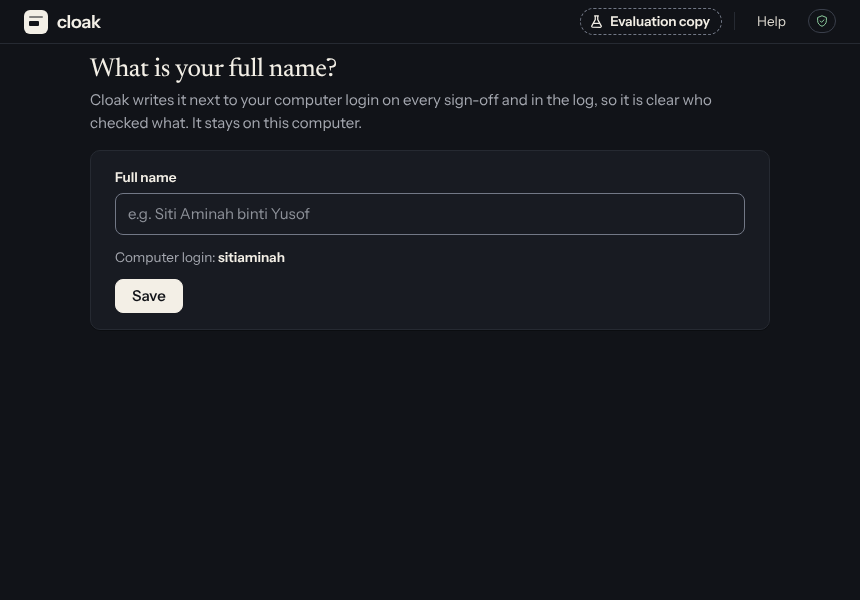 cloak
Evaluation copy
Help
What is your full name?
Cloak writes it next to your computer login on every sign-off and in the log, so it is clear who
checked what. It stays on this computer.
Full name
e.g. Siti Aminah binti Yusof
Computer login: sitiaminah
Save